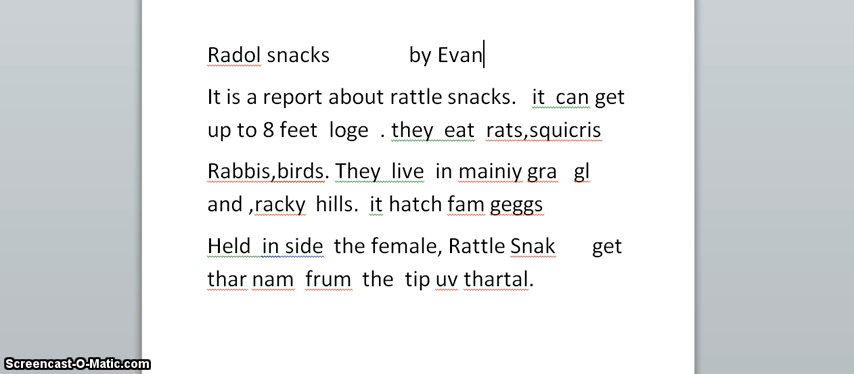 Radol snacks by Evan
It is a report about rattle snacks. it can get
up to 8 feet loge . they eat rats,squicris
Rabbis,birds. They live in mainiy gra gl
and ,racky hills. it hatch fam geggs
Held in side the female, Rattle Snak get
thar nam frum the tip uv thartal.
Screencast-O-Matic.com